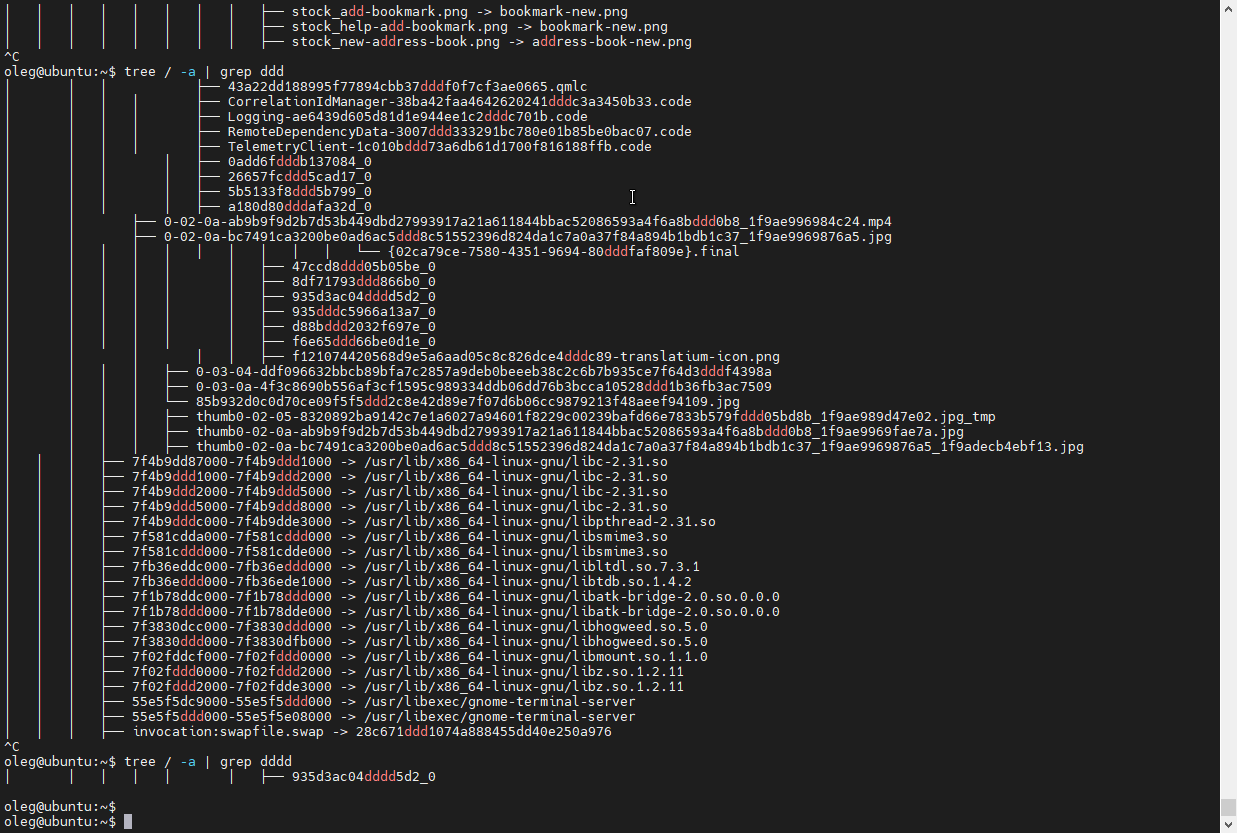 ├── stock_add-bookmark.png -> bookmark-new.png
├── stock_help-add-bookmark.png -> bookmark-new.png
├── stock_new-address-book.png -> address-book-new.png
^C
oleg@ubuntu:~$ tree / -a | grep ddd
├── 43a22dd188995f77894cbb37dddf0f7cf3ae0665.qmlc
├── CorrelationIdManager-38ba42faa4642620241dddc3a3450b33.code
├── Logging-ae6439d605d81d1e944ee1c2dddc701b.code
├── RemoteDependencyData-3007ddd333291bc780e01b85be0bac07.code
├── TelemetryClient-1c010bddd73a6db61d1700f816188ffb.code
├── 0add6fdddb137084_0
├── 26657fcddd5cad17_0
├── 5b5133f8ddd5b799_0
├── a180d80dddafa32d_0
├── 0-02-0a-ab9b9f9d2b7d53b449dbd27993917a21a611844bbac52086593a4f6a8bddd0b8_1f9ae996984c24.mp4
├── 0-02-0a-bc7491ca3200be0ad6ac5ddd8c51552396d824da1c7a0a37f84a894b1bdb1c37_1f9ae9969876a5.jpg
└── {02ca79ce-7580-4351-9694-80dddfaf809e}.final
├── 47ccd8ddd05b05be_0
├── 8df71793ddd866b0_0
├── 935d3ac04dddd5d2_0
├── 935dddc5966a13a7_0
├── d88bddd2032f697e_0
├── f6e65ddd66be0d1e_0
├── f121074420568d9e5a6aad05c8c826dce4dddc89-translatium-icon.png
├── 0-03-04-ddf096632bbcb89bfa7c2857a9deb0beeeb38c2c6b7b935ce7f64d3dddf4398a
├── 0-03-0a-4f3c8690b556af3cf1595c989334ddb06dd76b3bcca10528ddd1b36fb3ac7509
└── 85b932d0c0d70ce09f5f5ddd2c8e42d89e7f07d6b06cc9879213f48aeef94109.jpg
├── thumb0-02-05-8320892ba9142c7e1a6027a94601f8229c00239bafd66e7833b579fddd05bd8b_1f9ae989d47e02.jpg_tmp
├── thumb0-02-0a-ab9b9f9d2b7d53b449dbd27993917a21a611844bbac52086593a4f6a8bddd0b8_1f9ae9969fae7a.jpg
├── thumb0-02-0a-bc7491ca3200be0ad6ac5ddd8c51552396d824da1c7a0a37f84a894b1bdb1c37_1f9ae9969876a5_1f9adecb4ebf13.jpg
├── 7f4b9dd87000-7f4b9ddd1000 -> /usr/lib/x86_64-linux-gnu/libc-2.31.so
├── 7f4b9ddd1000-7f4b9ddd2000 -> /usr/lib/x86_64-linux-gnu/libc-2.31.so
├── 7f4b9ddd2000-7f4b9ddd5000 -> /usr/lib/x86_64-linux-gnu/libc-2.31.so
├── 7f4b9ddd5000-7f4b9ddd8000 -> /usr/lib/x86_64-linux-gnu/libc-2.31.so
├── 7f4b9dddc000-7f4b9dde3000 -> /usr/lib/x86_64-linux-gnu/libpthread-2.31.so
├── 7f581cdda000-7f581cddd000 -> /usr/lib/x86_64-linux-gnu/libsmime3.so
├── 7f581cddd000-7f581cdde000 -> /usr/lib/x86_64-linux-gnu/libsmime3.so
├── 7fb36eddc000-7fb36eddd000 -> /usr/lib/x86_64-linux-gnu/libltdl.so.7.3.1
├── 7fb36eddd000-7fb36ede1000 -> /usr/lib/x86_64-linux-gnu/libtdb.so.1.4.2
├── 7f1b78ddc000-7f1b78ddd000 -> /usr/lib/x86_64-linux-gnu/libatk-bridge-2.0.so.0.0.0
├── 7f1b78ddd000-7f1b78dde000 -> /usr/lib/x86_64-linux-gnu/libatk-bridge-2.0.so.0.0.0
├── 7f3830dcc000-7f3830ddd000 -> /usr/lib/x86_64-linux-gnu/libhogweed.so.5.0
├── 7f3830ddd000-7f3830dfb000 -> /usr/lib/x86_64-linux-gnu/libhogweed.so.5.0
├── 7f02fddcf000-7f02fddd0000 -> /usr/lib/x86_64-linux-gnu/libmount.so.1.1.0
├── 7f02fddd0000-7f02fddd2000 -> /usr/lib/x86_64-linux-gnu/libz.so.1.2.11
├── 7f02fddd2000-7f02fdde3000 -> /usr/lib/x86_64-linux-gnu/libz.so.1.2.11
├── 55e5f5dc9000-55e5f5ddd000 -> /usr/libexec/gnome-terminal-server
├── 55e5f5ddd000-55e5f5e08000 -> /usr/libexec/gnome-terminal-server
├── invocation:swapfile.swap -> 28c671ddd1074a888455dd40e250a976
^C
oleg@ubuntu:~$ tree / -a | grep dddd
├── 935d3ac04dddd5d2_0
oleg@ubuntu:~$
oleg@ubuntu:~$